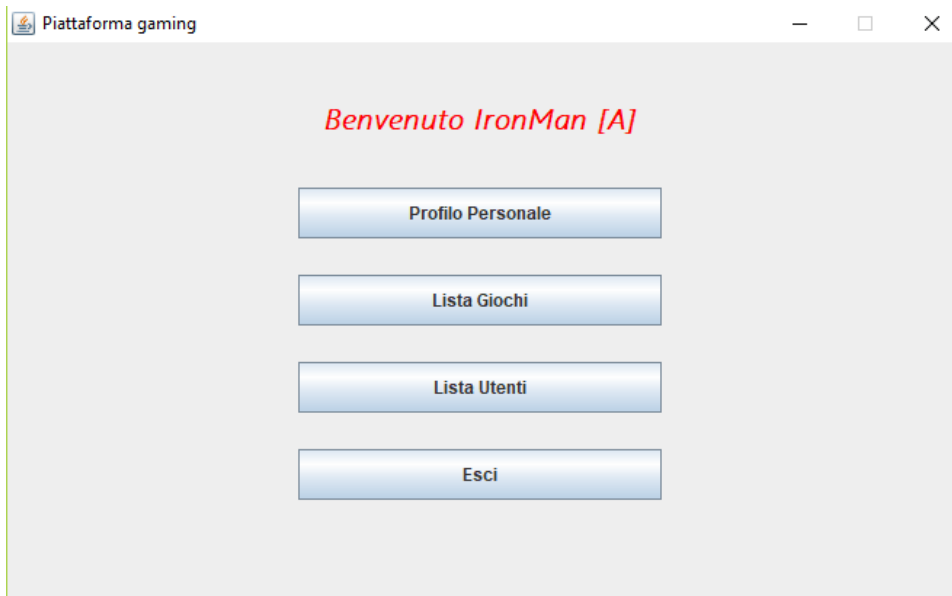 Piattaforma gaming
Benvenuto IronMan [A]
Profilo Personale
Lista Giochi
Lista Utenti
Esci